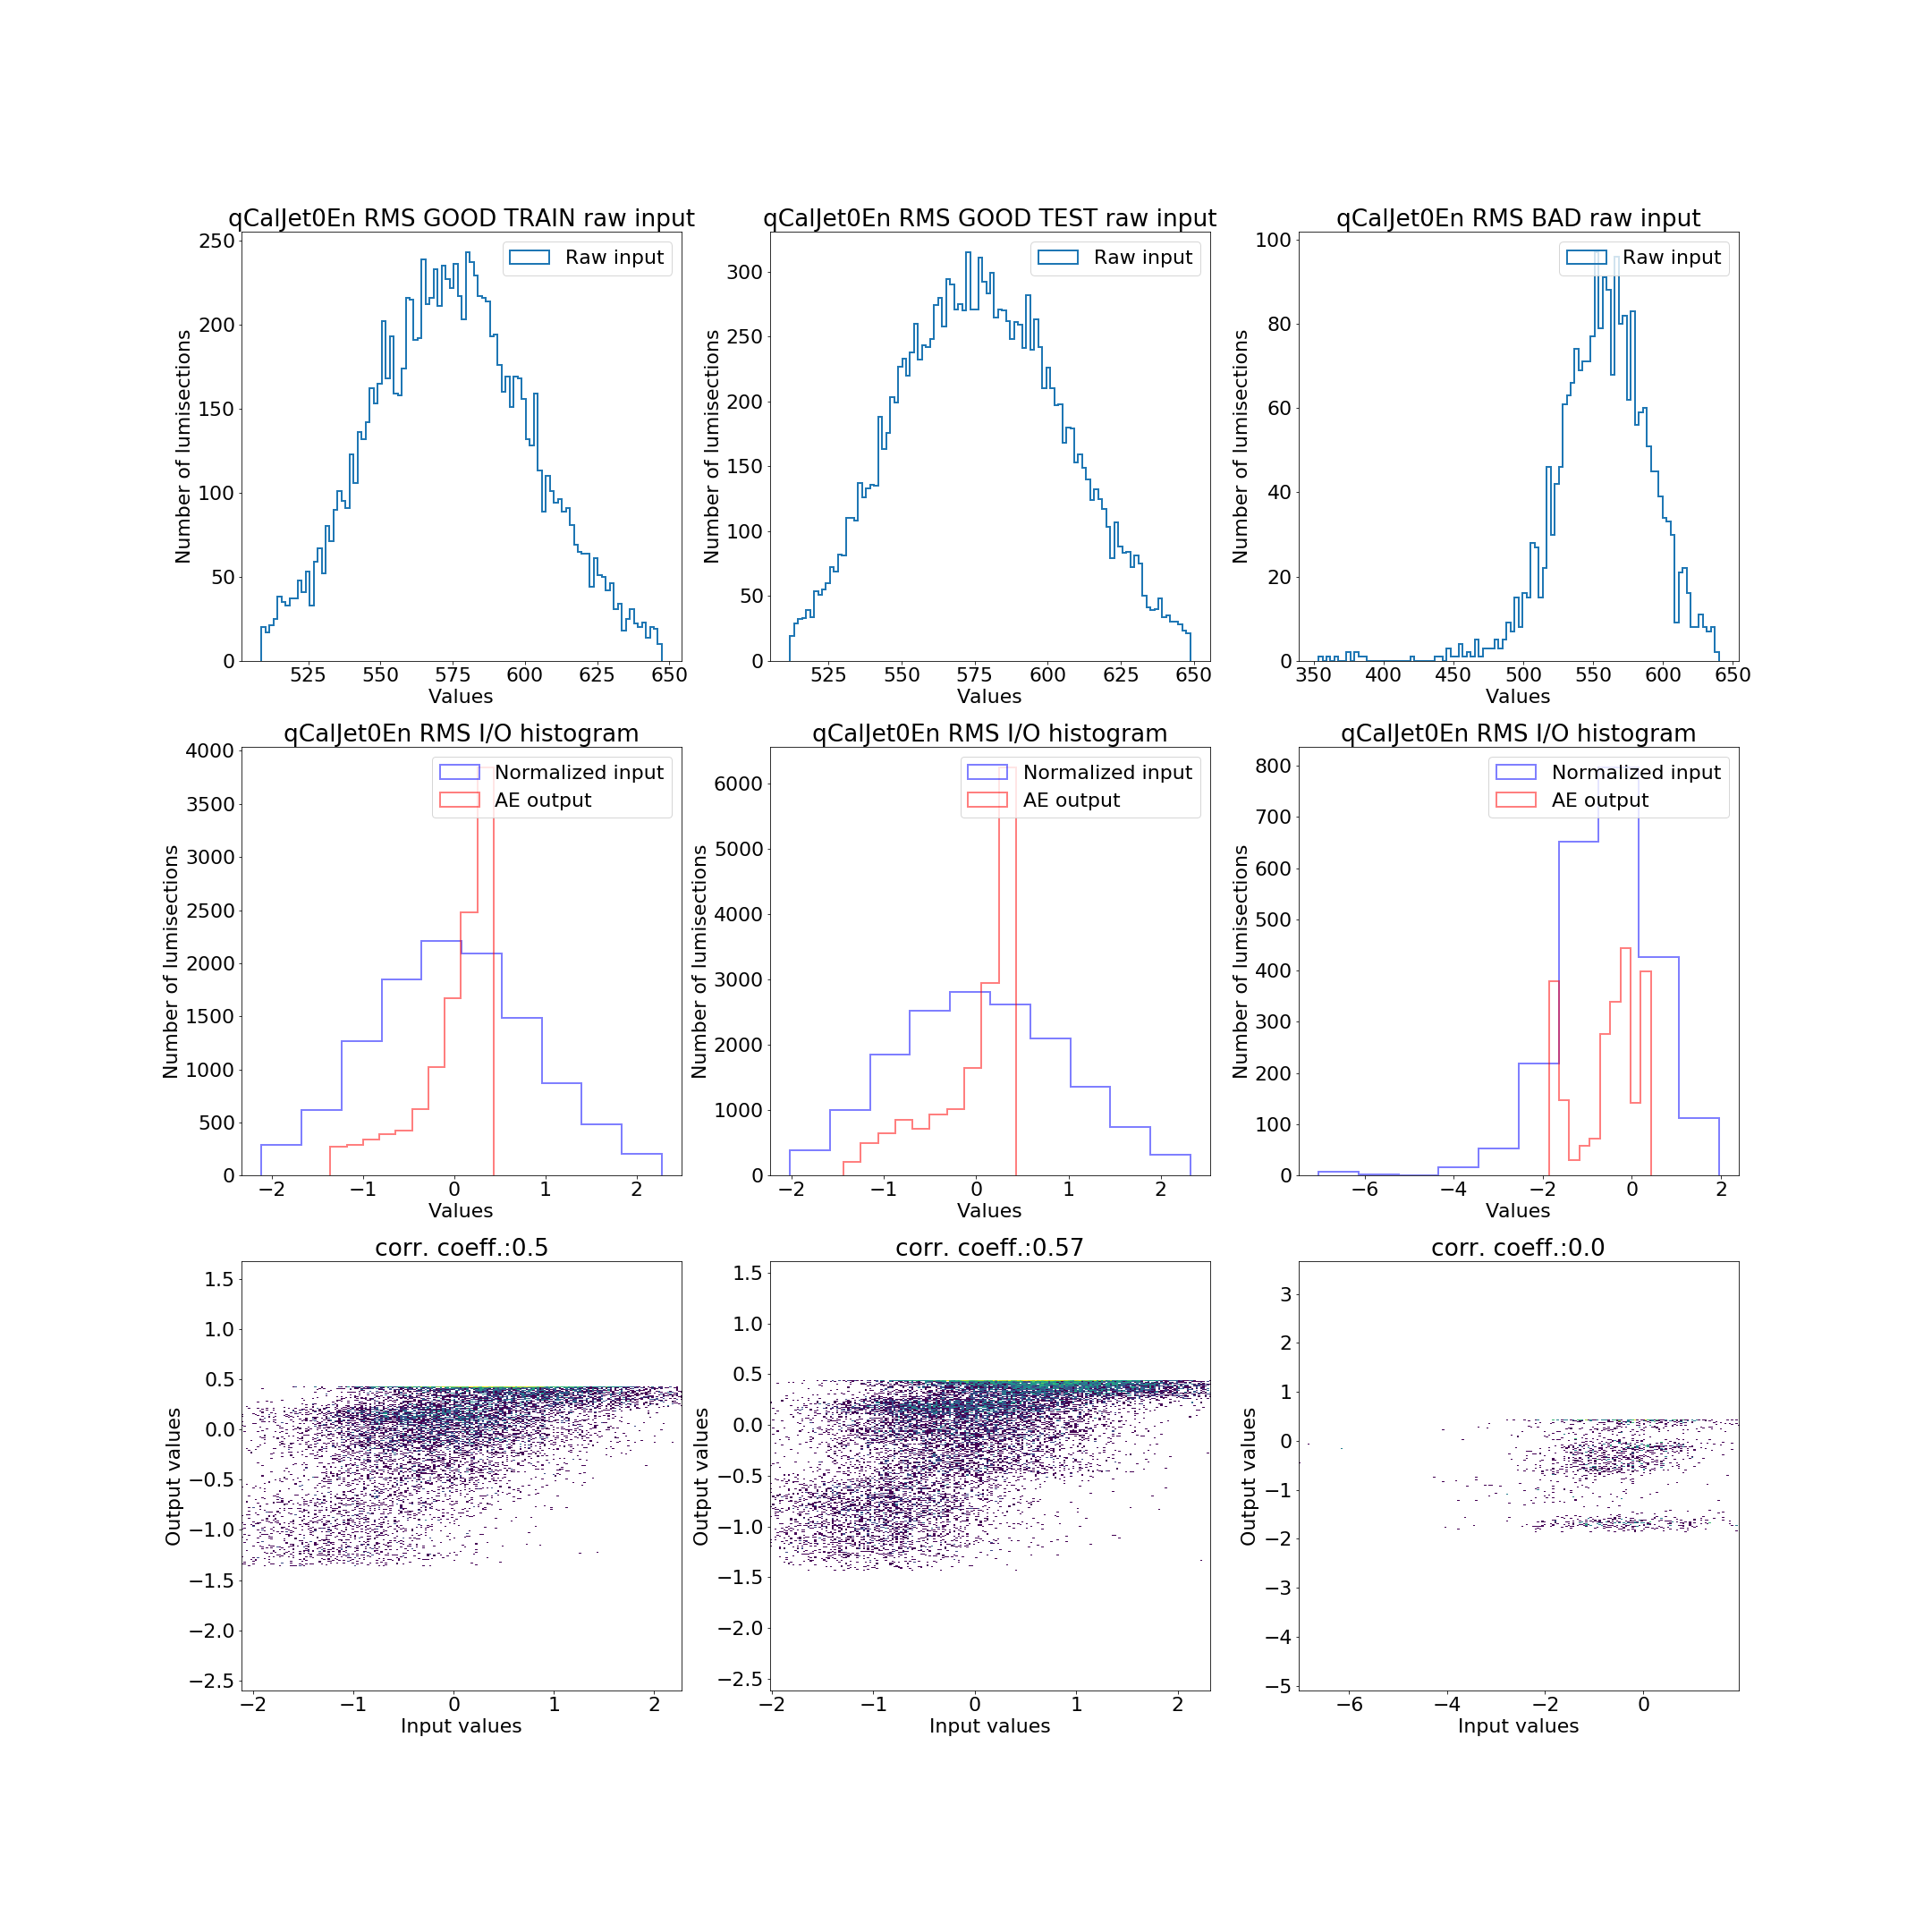 qCalJet0En RMS GOOD TRAIN raw input
Raw input
250
200
150
100
50
0
Number of lumisections
525 550 575 600 625 650
Values
qCalJet0En RMS GOOD TEST raw input
Raw input
300
250
200
150
100
50
0
Number of lumisections
525 550 575 600 625 650
Values
qCalJet0En RMS BAD raw input
Raw input
100
80
60
40
20
0
Number of lumisections
350 400 450 500 550 600 650
Values
qCalJet0En RMS I/O histogram
Normalized input
AE output
4000
3500
3000
2500
2000
1500
1000
500
0
Number of lumisections
−2 −1 0 1 2
Values
qCalJet0En RMS I/O histogram
Normalized input
AE output
6000
5000
4000
3000
2000
1000
0
Number of lumisections
−2 −1 0 1 2
Values
qCalJet0En RMS I/O histogram
Normalized input
AE output
800
700
600
500
400
300
200
100
0
Number of lumisections
−6 −4 −2 0 2
Values
corr. coeff.:0.5
1.5
1.0
0.5
0.0
−0.5
−1.0
−1.5
−2.0
−2.5
Output values
−2 −1 0 1 2
Input values
corr. coeff.:0.57
1.5
1.0
0.5
0.0
−0.5
−1.0
−1.5
−2.0
−2.5
Output values
−2 −1 0 1 2
Input values
corr. coeff.:0.0
3
2
1
0
−1
−2
−3
−4
−5
Output values
−6 −4 −2 0
Input values